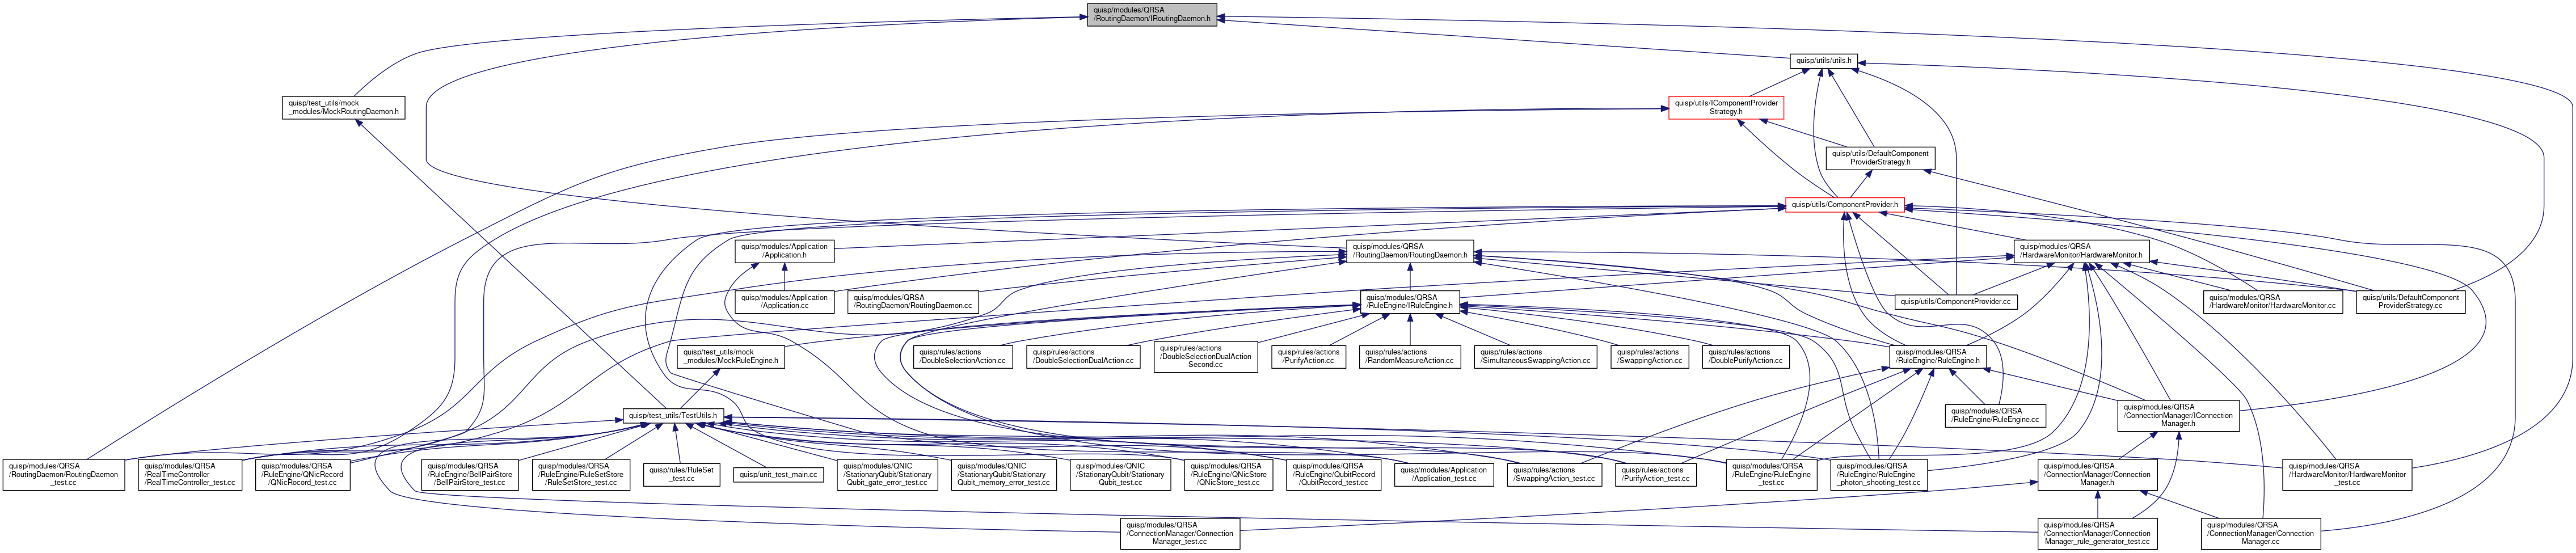 quisp/modules/QRSA
/RoutingDaemon/IRoutingDaemon.h
quisp/utils/utils.h
quisp/test_utils/mock
_modules/MockRoutingDaemon.h
quisp/utils/IComponentProvider
Strategy.h
quisp/utils/DefaultComponent
ProviderStrategy.h
quisp/utils/ComponentProvider.h
quisp/modules/Application
/Application.h
quisp/modules/QRSA
/RoutingDaemon/RoutingDaemon.h
quisp/modules/QRSA
/HardwareMonitor/HardwareMonitor.h
quisp/modules/Application
/Application.cc
quisp/modules/QRSA
/RoutingDaemon/RoutingDaemon.cc
quisp/modules/QRSA
/RuleEngine/IRuleEngine.h
quisp/utils/ComponentProvider.cc
quisp/modules/QRSA
/HardwareMonitor/HardwareMonitor.cc
quisp/utils/DefaultComponent
ProviderStrategy.cc
quisp/test_utils/mock
_modules/MockRuleEngine.h
quisp/rules/actions
/DoubleSelectionAction.cc
quisp/rules/actions
/DoubleSelectionDualAction.cc
quisp/rules/actions
/DoubleSelectionDualAction
Second.cc
quisp/rules/actions
/PurifyAction.cc
quisp/rules/actions
/RandomMeasureAction.cc
quisp/rules/actions
/SimultaneousSwappingAction.cc
quisp/rules/actions
/SwappingAction.cc
quisp/rules/actions
/DoublePurifyAction.cc
quisp/modules/QRSA
/RuleEngine/RuleEngine.h
quisp/test_utils/TestUtils.h
quisp/modules/QRSA
/RuleEngine/RuleEngine.cc
quisp/modules/QRSA
/ConnectionManager/IConnection
Manager.h
quisp/modules/QRSA
/RoutingDaemon/RoutingDaemon
_test.cc
quisp/modules/QRSA
/RealTimeController
/RealTimeController_test.cc
quisp/modules/QRSA
/RuleEngine/QNicRecord
/QNicRocord_test.cc
quisp/modules/QRSA
/RuleEngine/BellPairStore
/BellPairStore_test.cc
quisp/modules/QRSA
/RuleEngine/RuleSetStore
/RuleSetStore_test.cc
quisp/rules/RuleSet
_test.cc
quisp/unit_test_main.cc
quisp/modules/QNIC
/StationaryQubit/Stationary
Qubit_gate_error_test.cc
quisp/modules/QNIC
/StationaryQubit/Stationary
Qubit_memory_error_test.cc
quisp/modules/QNIC
/StationaryQubit/Stationary
Qubit_test.cc
quisp/modules/QRSA
/RuleEngine/QNicStore
/QNicStore_test.cc
quisp/modules/QRSA
/RuleEngine/QubitRecord
/QubitRecord_test.cc
quisp/modules/Application
/Application_test.cc
quisp/rules/actions
/SwappingAction_test.cc
quisp/rules/actions
/PurifyAction_test.cc
quisp/modules/QRSA
/RuleEngine/RuleEngine
_test.cc
quisp/modules/QRSA
/RuleEngine/RuleEngine
_photon_shooting_test.cc
quisp/modules/QRSA
/ConnectionManager/Connection
Manager.h
quisp/modules/QRSA
/HardwareMonitor/HardwareMonitor
_test.cc
quisp/modules/QRSA
/ConnectionManager/Connection
Manager_test.cc
quisp/modules/QRSA
/ConnectionManager/Connection
Manager_rule_generator_test.cc
quisp/modules/QRSA
/ConnectionManager/Connection
Manager.cc